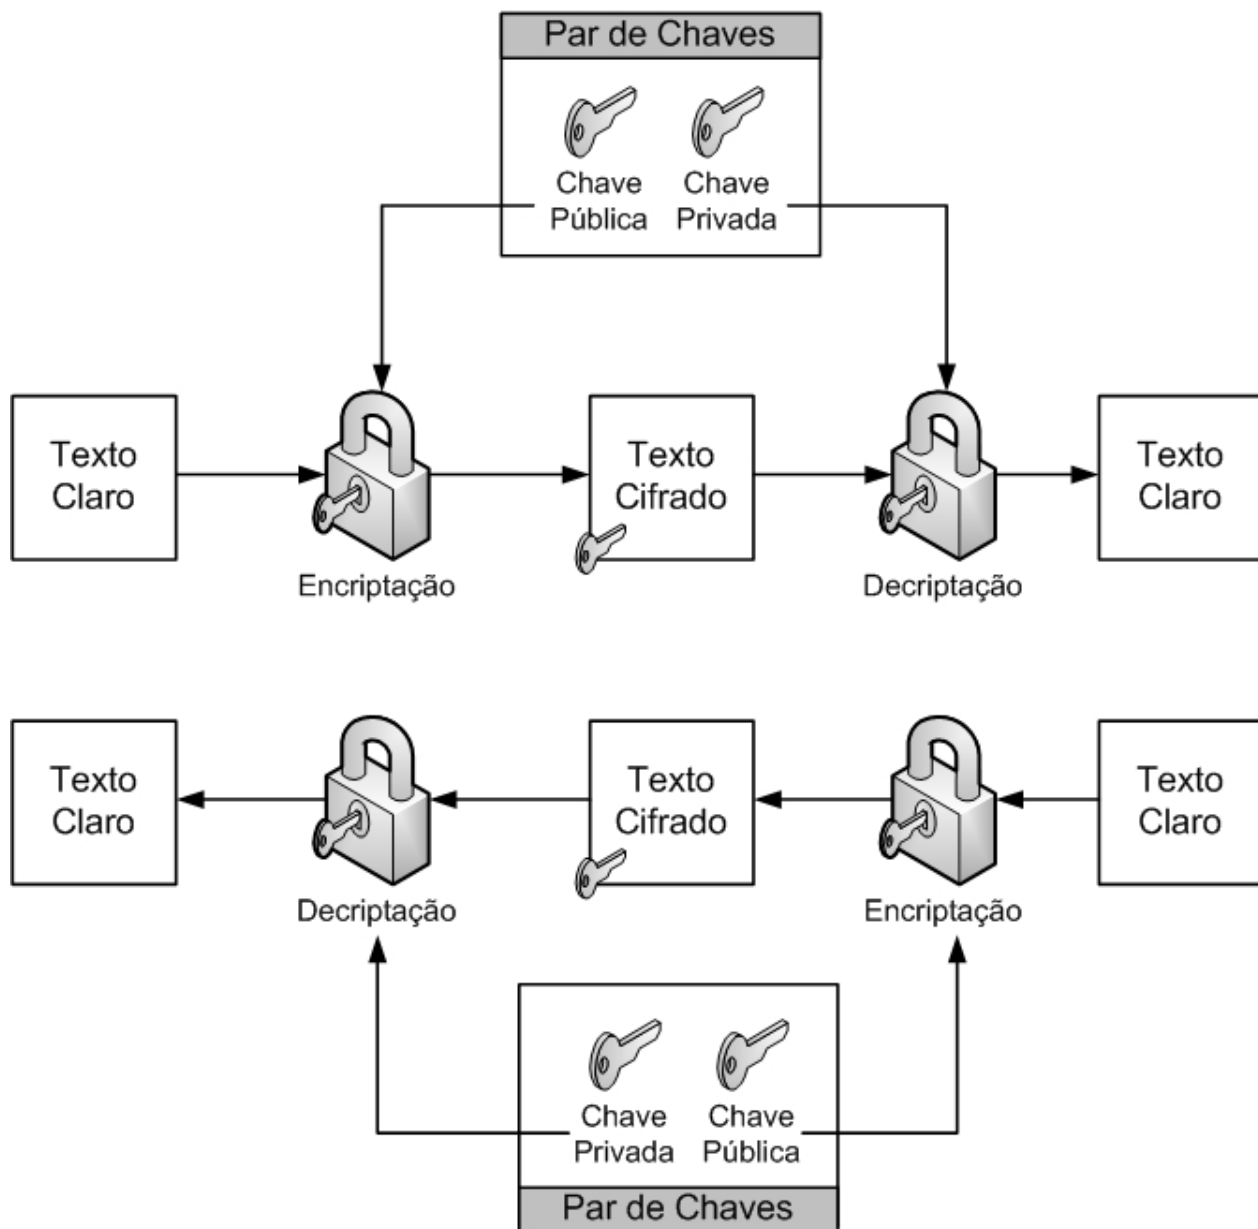 Par de Chaves
Chave Chave
Pública Privada
Texto Texto Texto
Claro Cifrado Claro
Encriptação Decriptação
Texto Texto Texto
Claro Cifrado Claro
Decriptação Encriptação
Chave Chave
Privada Pública
Par de Chaves